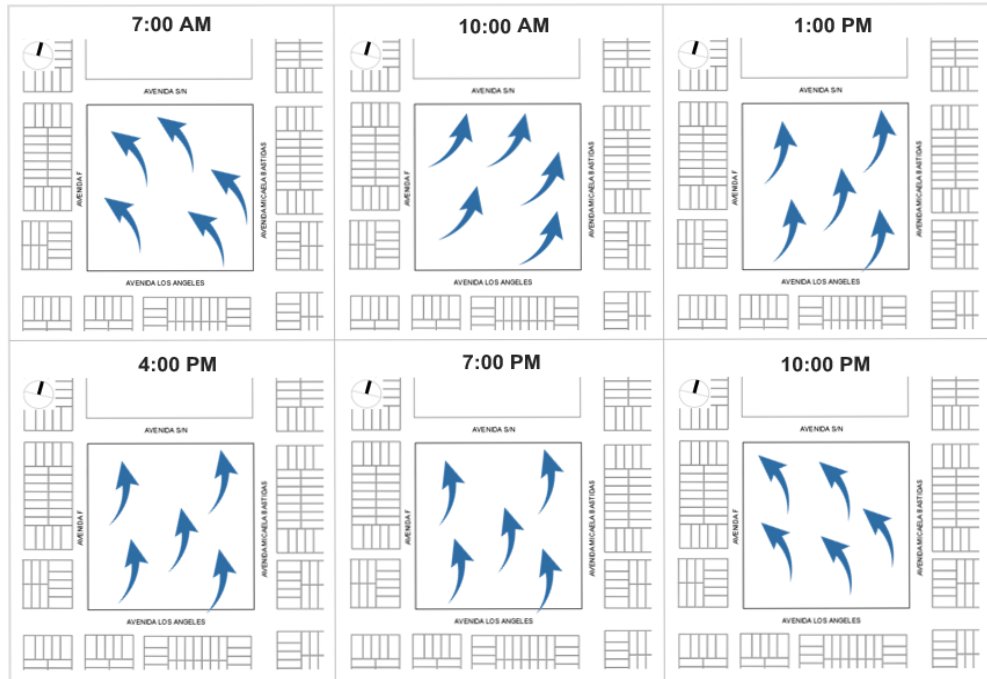 7:00 AM
AVENIDA S/N
AVENIDA F
AVENIDA MICAELA BASTIDAS
AVENIDA LOS ANGELES
10:00 AM
AVENIDA S/N
AVENIDA F
AVENIDA MICAELA BASTIDAS
AVENIDA LOS ANGELES
1:00 PM
AVENIDA S/N
AVENIDA F
AVENIDA MICAELA BASTIDAS
AVENIDA LOS ANGELES
4:00 PM
AVENIDA S/N
AVENIDA F
AVENIDA MICAELA BASTIDAS
AVENIDA LOS ANGELES
7:00 PM
AVENIDA S/N
AVENIDA F
AVENIDA MICAELA BASTIDAS
AVENIDA LOS ANGELES
10:00 PM
AVENIDA S/N
AVENIDA F
AVENIDA MICAELA BASTIDAS
AVENIDA LOS ANGELES